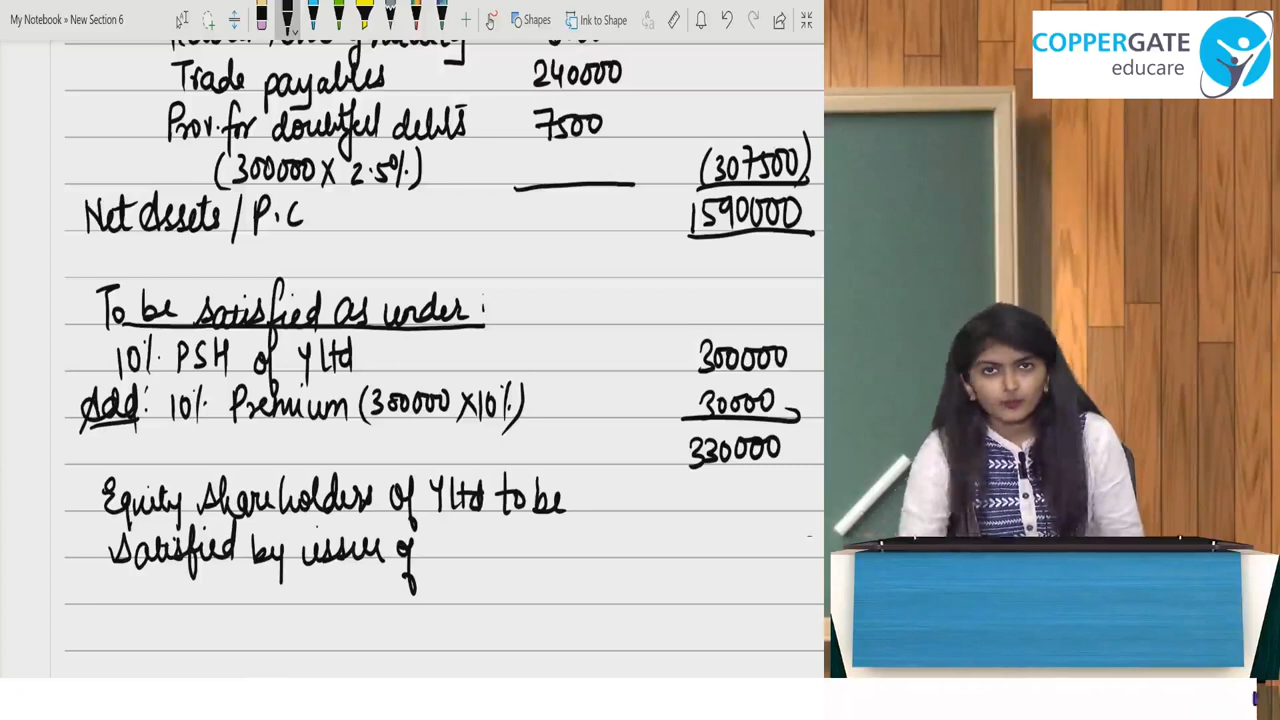 My Notebook » New Section 6
Shapes
Ink to Shape
COPPERGATE
educare
Trade payables 240000
Prov. for doubtful debts 7500
(300000 x 2.5%) (307500)
Net Assets / P.C 1590000
To be satisfied as under :
10% PSH of Y Ltd 300000
Add: 10% Premium (300000 x 10%) 30000
330000
Equity shareholders of Y Ltd to be
satisfied by issue of